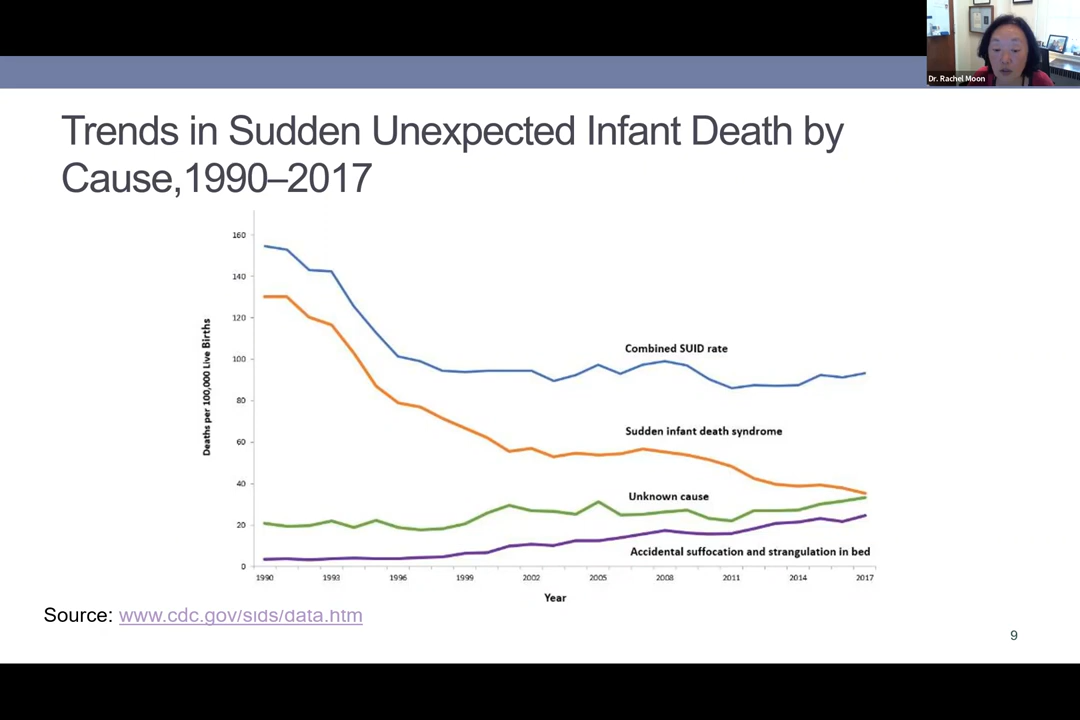 Dr. Rachel Moon
Trends in Sudden Unexpected Infant Death by
Cause,1990–2017
160
140
120
100
80
60
40
20
0
Deaths per 100,000 Live Births
Combined SUID rate
Sudden infant death syndrome
Unknown cause
Accidental suffocation and strangulation in bed
1990 1993 1996 1999 2002 2005 2008 2011 2014 2017
Year
Source: www.cdc.gov/sids/data.htm
9